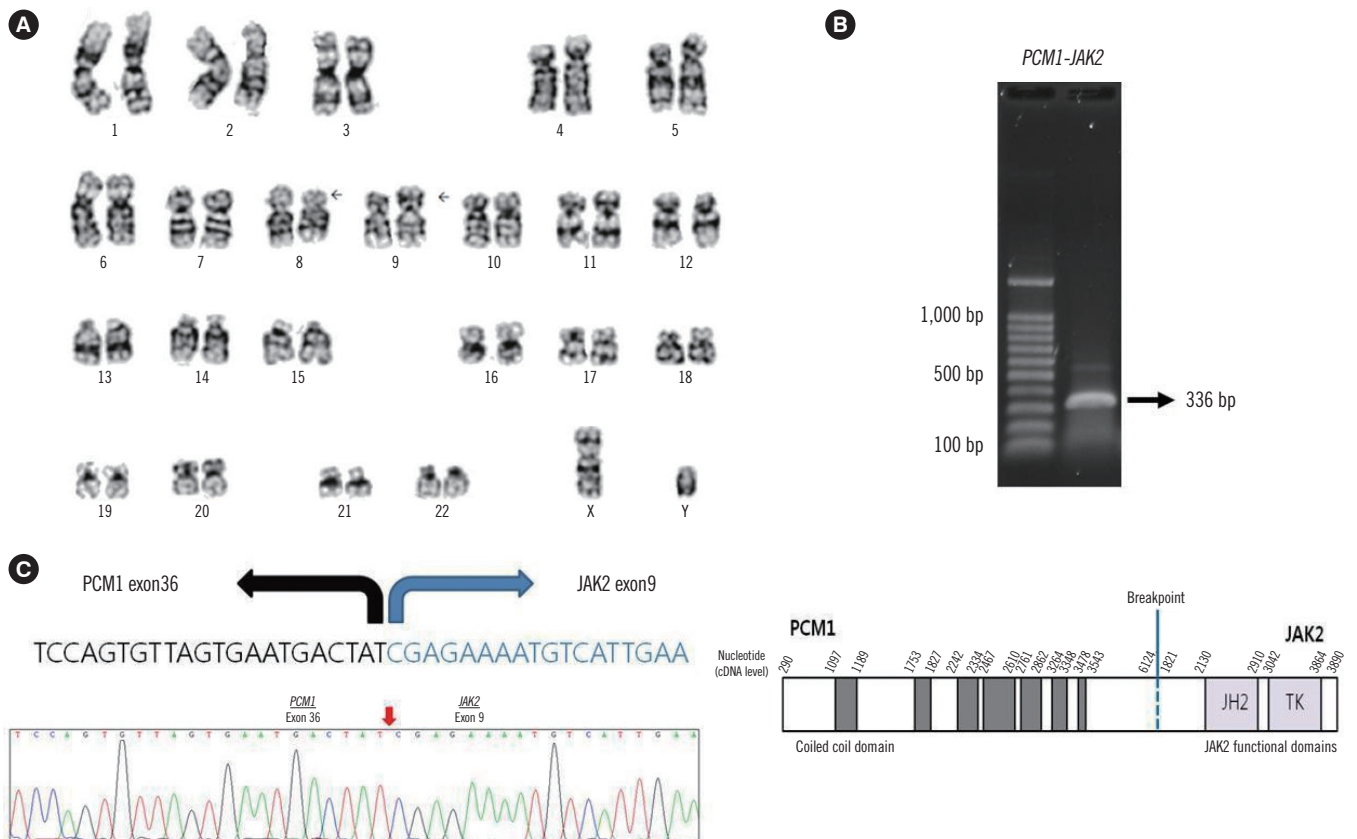 A
1 2 3 4 5
6 7 8 9 10 11 12
13 14 15 16 17 18
19 20 21 22 X Y
B
PCM1-JAK2
1,000 bp
500 bp
336 bp
100 bp
C
PCM1 exon36 JAK2 exon9
TCCAGTGTTAGTGAATGACTATCGAGAAAATGTCATTGAA
PCM1 JAK2
Exon 36 Exon 9
T C C A G T G T T A G T G A A T G A C T A T C G A G A A A A T G T C A T T G A A
Breakpoint
PCM1 JAK2
Nucleotide
(cDNA level)
290 1097 1189 1753 1827 2242 2334 2467 2610 2761 2862 3264 3348 3478 3543 6124 1821 2130 2910 3042 3864 3890
JH2 TK
Coiled coil domain JAK2 functional domains